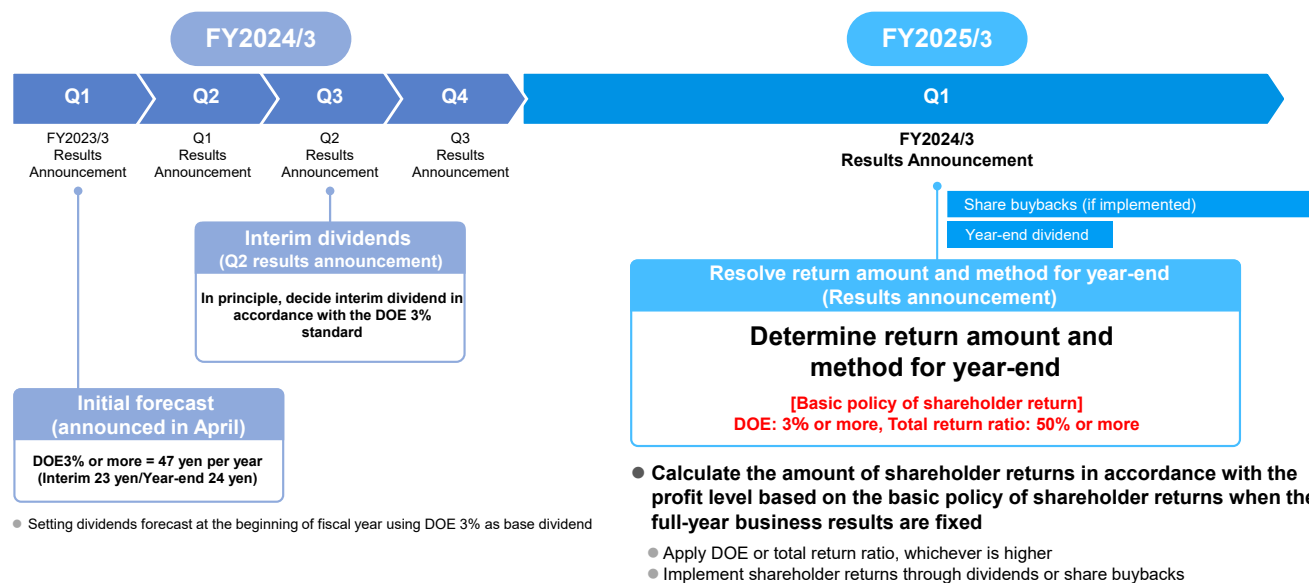 FY2024/3
Q1
Q2
Q3
Q4
FY2023/3
Results
Announcement
Q1
Results
Announcement
Q2
Results
Announcement
Q3
Results
Announcement
Interim dividends
(Q2 results announcement)
In principle, decide interim dividend in
accordance with the DOE 3%
standard
Initial forecast
(announced in April)
DOE3% or more = 47 yen per year
(Interim 23 yen/Year-end 24 yen)
● Setting dividends forecast at the beginning of fiscal year using DOE 3% as base dividend
FY2025/3
Q1
FY2024/3
Results Announcement
Share buybacks (if implemented)
Year-end dividend
Resolve return amount and method for year-end
(Results announcement)
Determine return amount and
method for year-end
[Basic policy of shareholder return]
DOE: 3% or more, Total return ratio: 50% or more
● Calculate the amount of shareholder returns in accordance with the
profit level based on the basic policy of shareholder returns when the
full-year business results are fixed
● Apply DOE or total return ratio, whichever is higher
● Implement shareholder returns through dividends or share buybacks